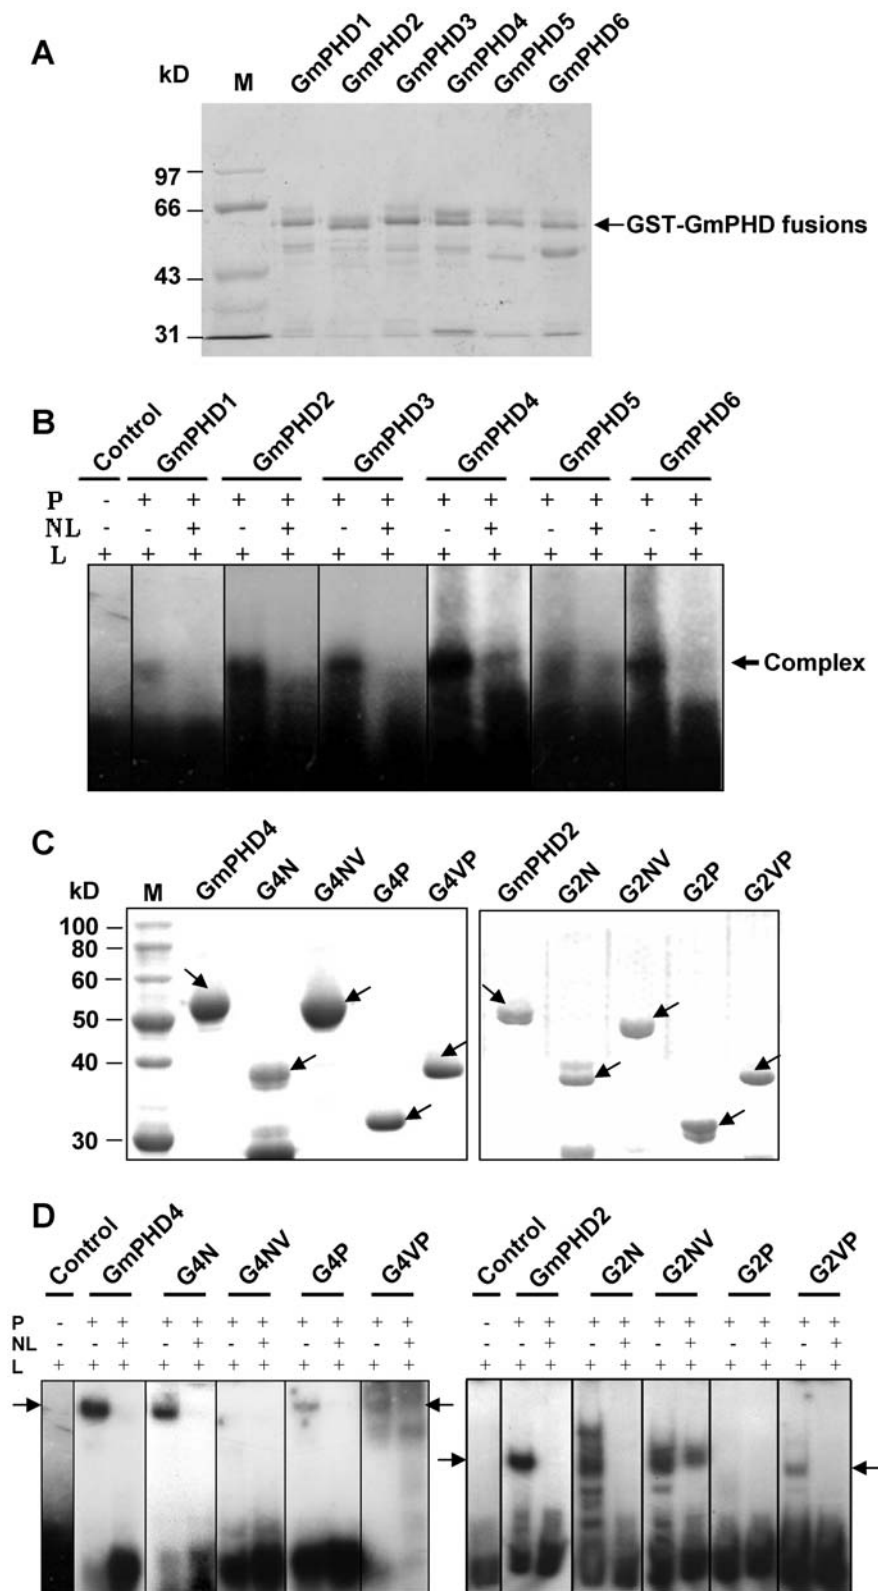 A
kD M GmPHD1 GmPHD2 GmPHD3 GmPHD4 GmPHD5 GmPHD6
97
66
GST-GmPHD fusions
43
31
B
Control GmPHD1 GmPHD2 GmPHD3 GmPHD4 GmPHD5 GmPHD6
P - + + + + + + + + + + + +
NL - - + - + - + - + - + - +
L + + + + + + + + + + + + +
Complex
C
kD M GmPHD4 G4N G4NV G4P G4VP GmPHD2 G2N G2NV G2P G2VP
100
80
60
50
40
30
D
Control GmPHD4 G4N G4NV G4P G4VP Control GmPHD2 G2N G2NV G2P G2VP
P - + + + + + + + + + + - + + + + + + + + + +
NL - - + - + - + - + - + - - + - + - + - + - +
L + + + + + + + + + + + + + + + + + + + + + +